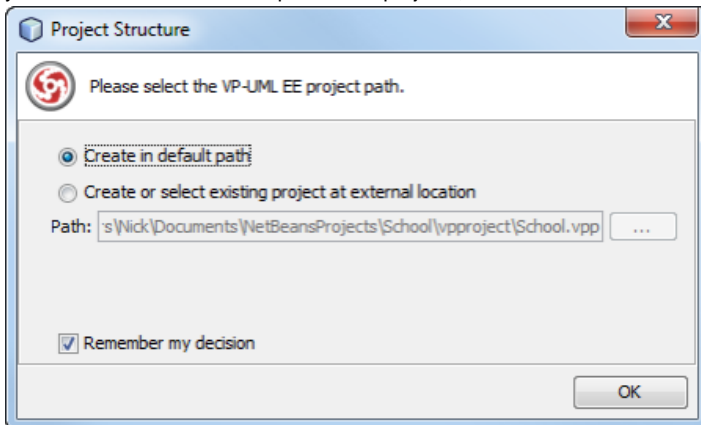 Project Structure
Please select the VP-UML EE project path.
Create in default path
Create or select existing project at external location
Path: 's\Nick\Documents\NetBeansProjects\School\vpproject\School.vpp ...
Remember my decision
OK